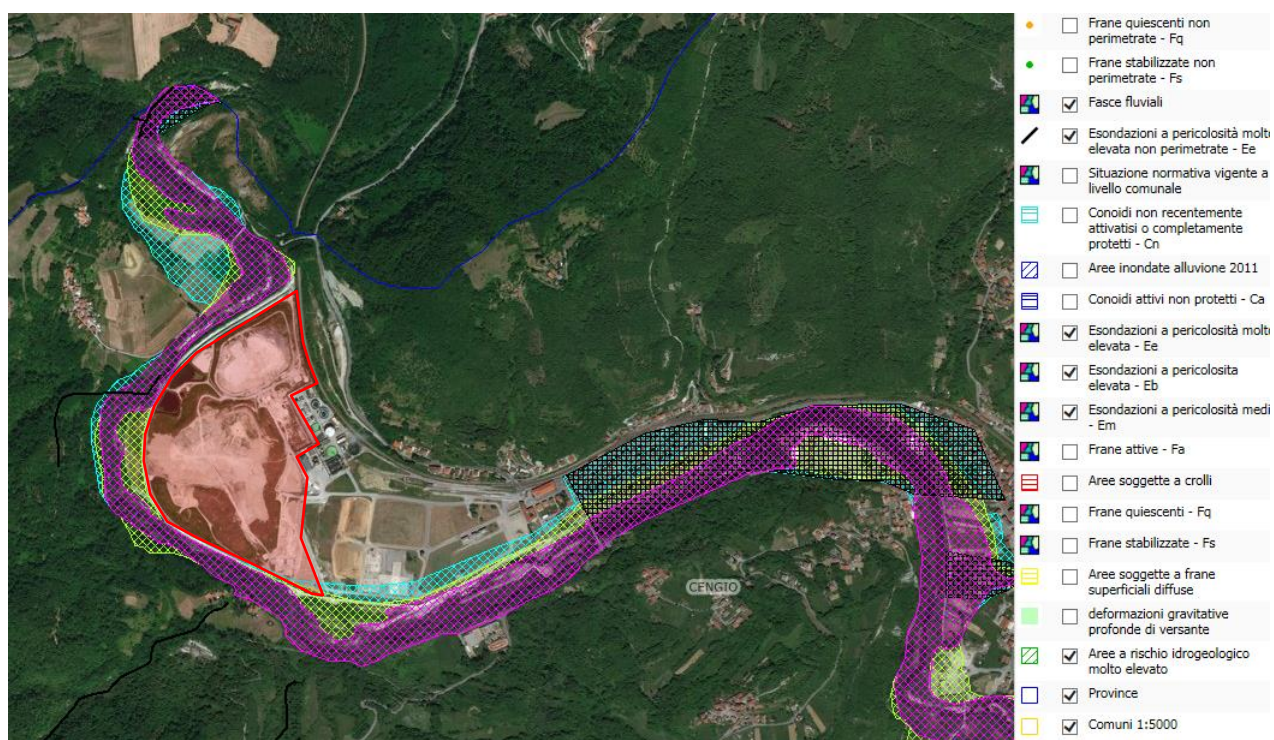 Frane quiescenti non
perimetrate - Fq
Frane stabilizzate non
perimetrate - Fs
Fasce fluviali
Esondazioni a pericolosità molto
elevata non perimetrate - Ee
Situazione normativa vigente a
livello comunale
Conoidi non recentemente
attivatisi o completamente
protetti - Cn
Aree inondate alluvione 2011
Conoidi attivi non protetti - Ca
Esondazioni a pericolosità molto
elevata - Ee
Esondazioni a pericolosita
elevata - Eb
Esondazioni a pericolosità medi
- Em
Frane attive - Fa
Aree soggette a crolli
Frane quiescenti - Fq
Frane stabilizzate - Fs
Aree soggette a frane
superficiali diffuse
deformazioni gravitative
profonde di versante
Aree a rischio idrogeologico
molto elevato
Province
Comuni 1:5000
CENGIO